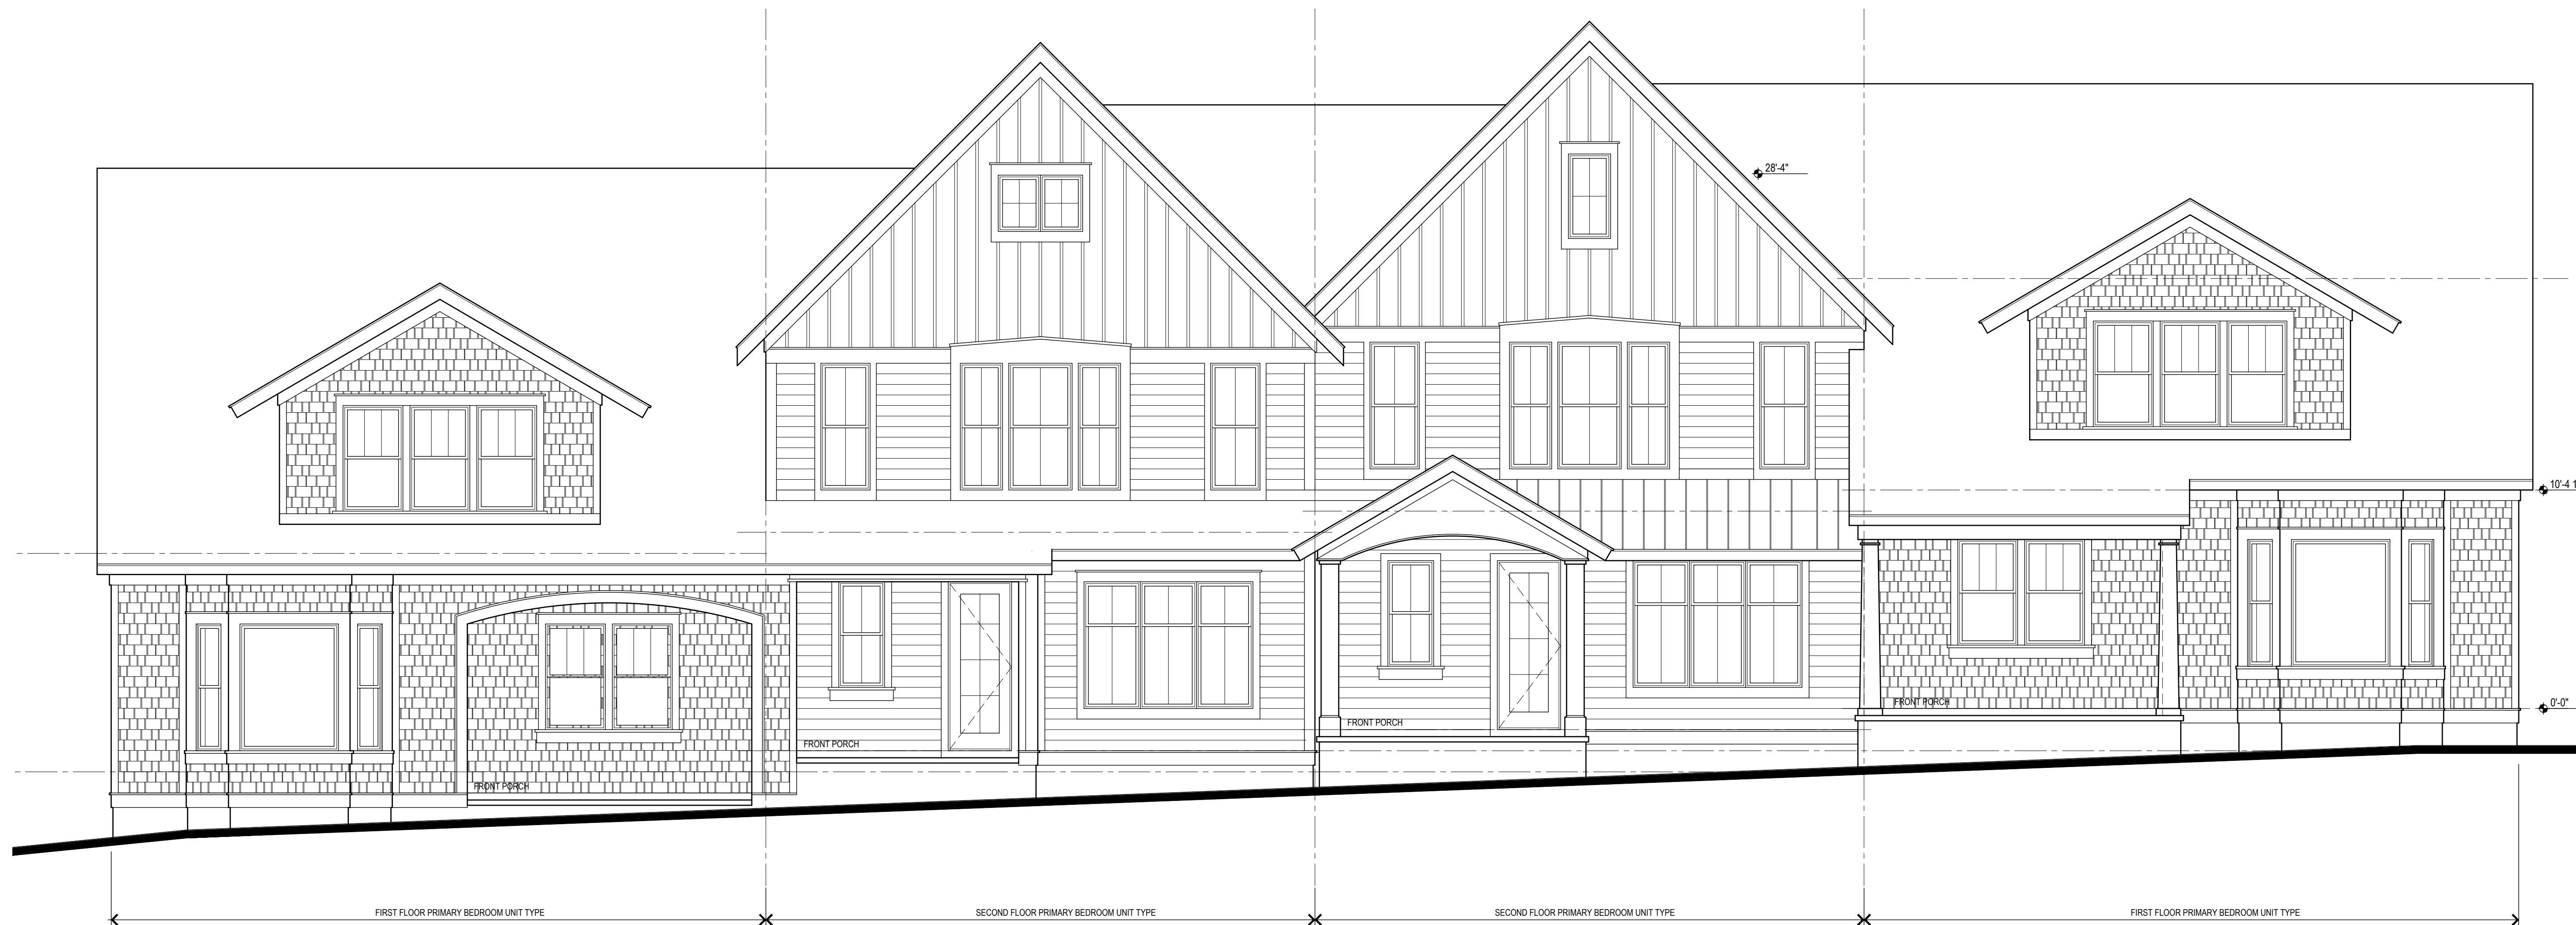 28'-4"
10'-4 1
0'-0"
FRONT PORCH
FRONT PORCH
FRONT PORCH
FRONT PORCH
FIRST FLOOR PRIMARY BEDROOM UNIT TYPE
SECOND FLOOR PRIMARY BEDROOM UNIT TYPE
SECOND FLOOR PRIMARY BEDROOM UNIT TYPE
FIRST FLOOR PRIMARY BEDROOM UNIT TYPE